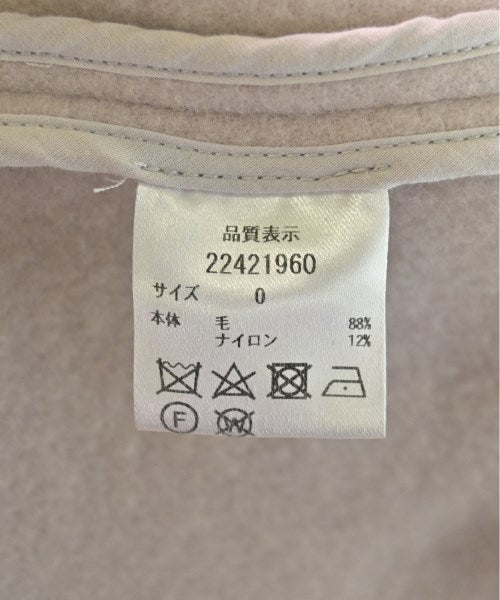 品質表示
22421960
サイズ 0
本体 毛 88%
ナイロン 12%
F W